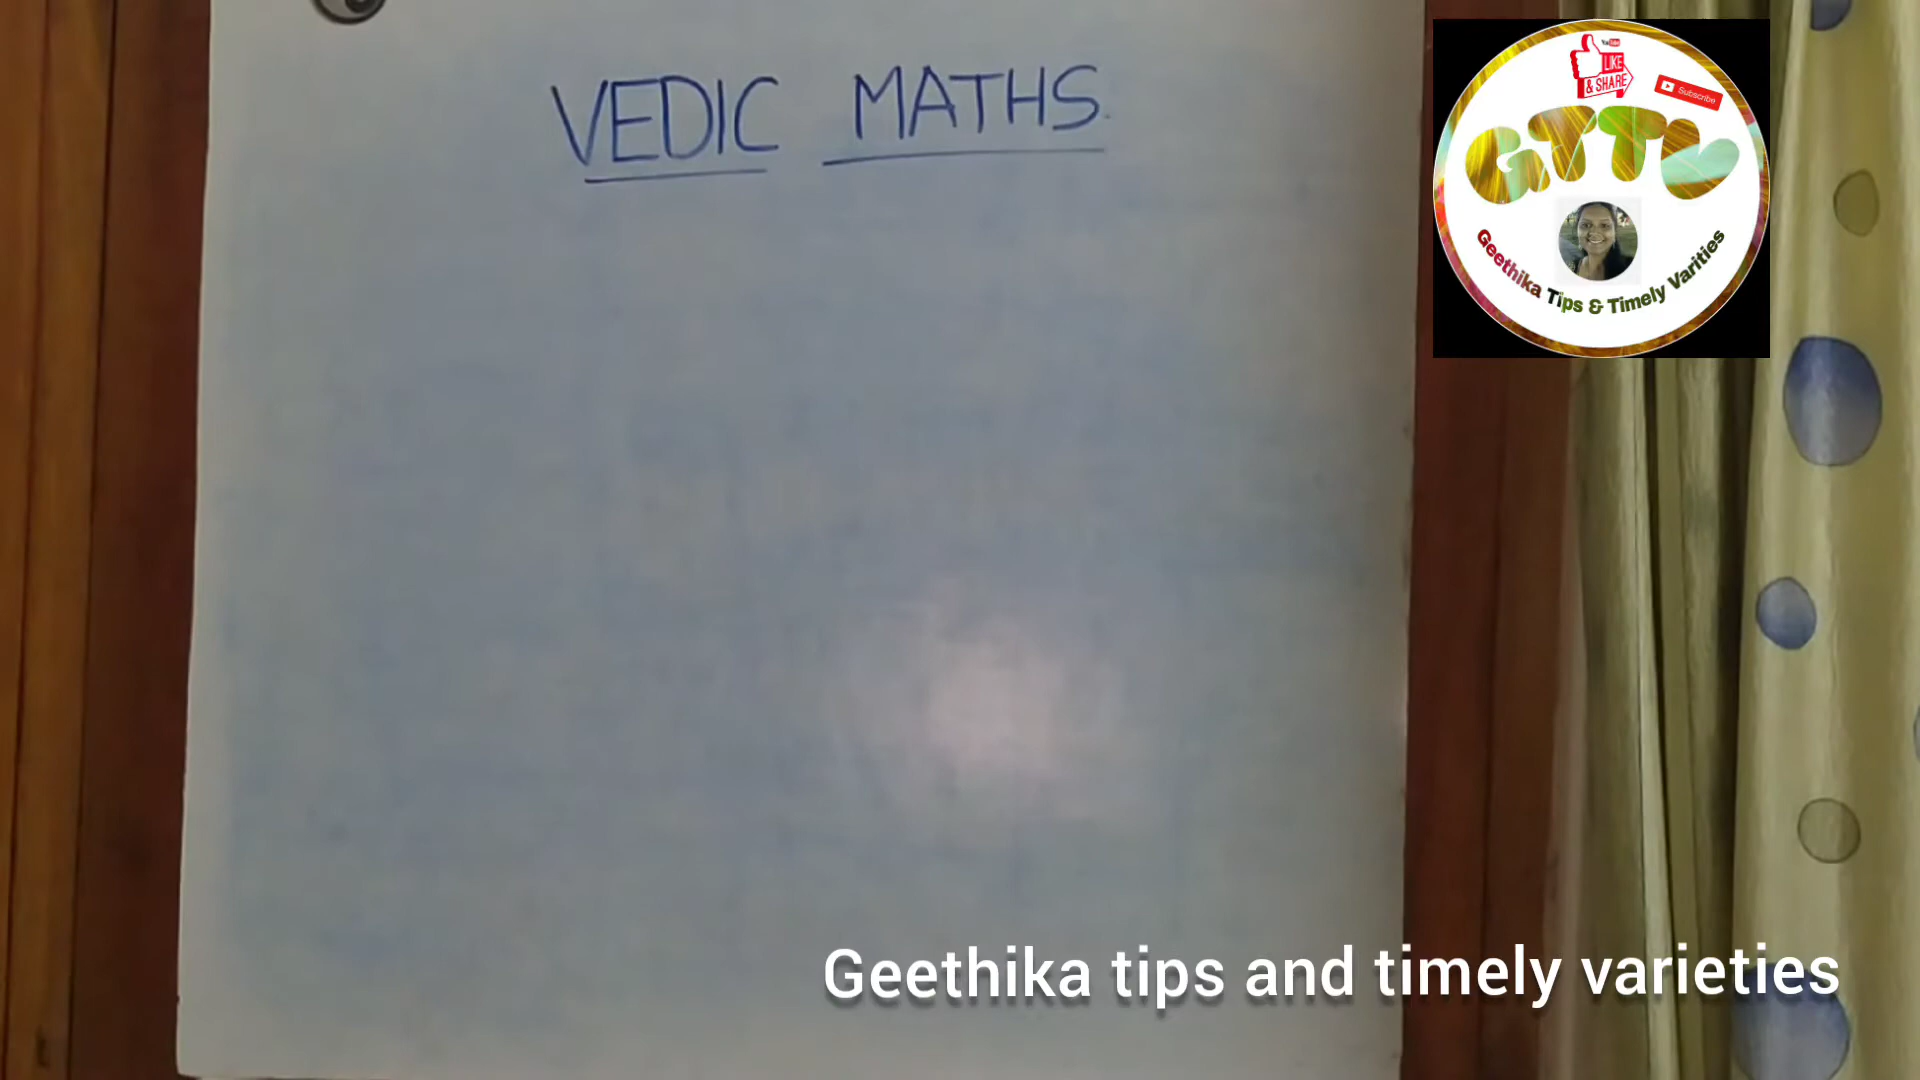 VEDIC MATHS.
YouTube
LIKE
& SHARE
Subscribe
GTTV
Geethika Tips & Timely Varities
Geethika tips and timely varieties